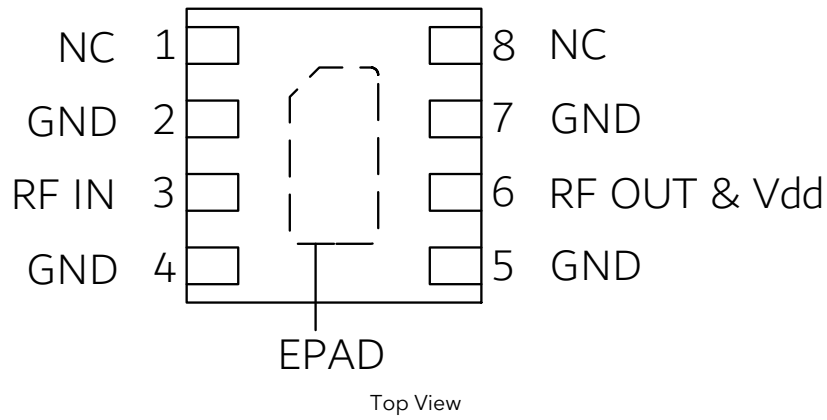 NC 1 8 NC
GND 2 7 GND
RF IN 3 6 RF OUT & Vdd
GND 4 5 GND
EPAD
Top View